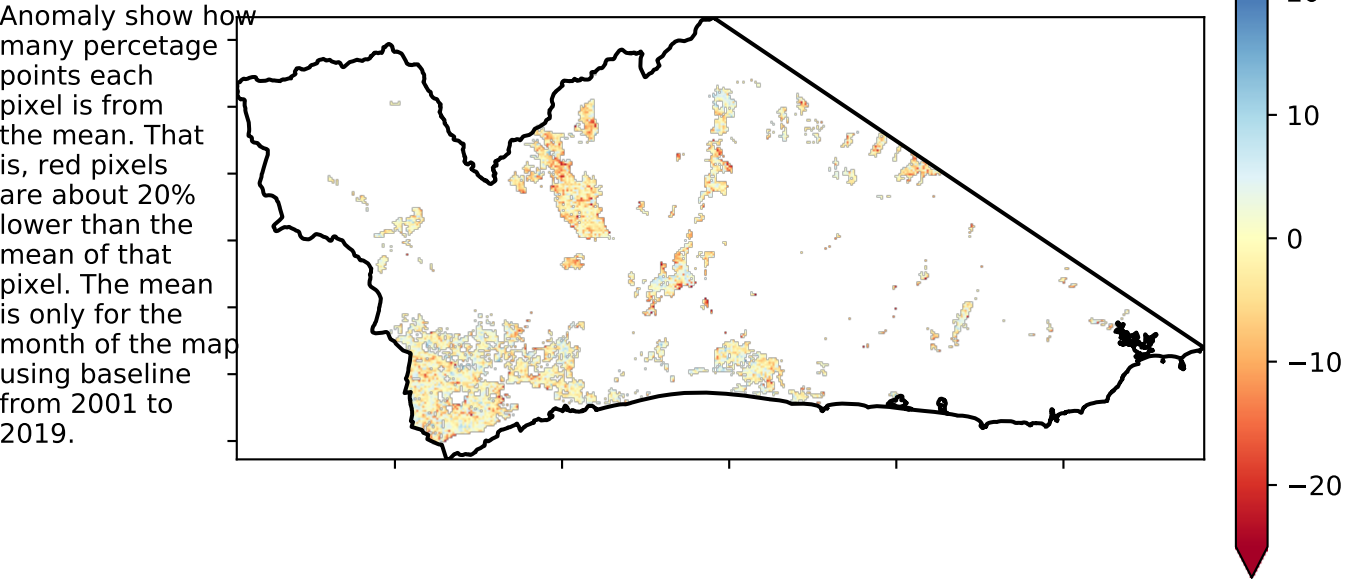 Anomaly show how
many percetage
points each
pixel is from
the mean. That
is, red pixels
are about 20%
lower than the
mean of that
pixel. The mean
is only for the
month of the map
using baseline
from 2001 to
2019.
10
0
−10
−20